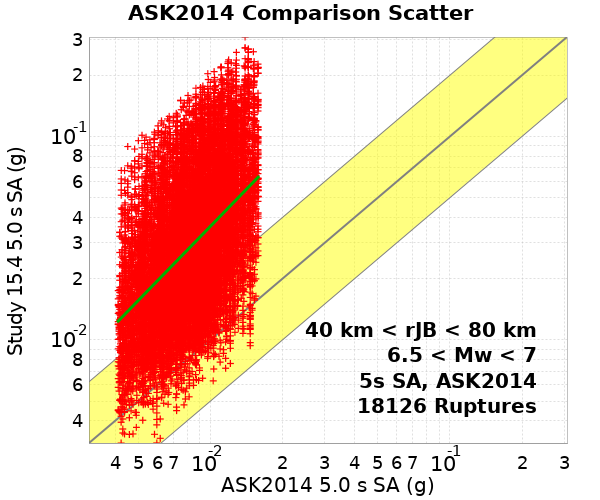 ASK2014 Comparison Scatter
3
2
10-1
8
6
4
3
2
10-2
8
6
4
Study 15.4 5.0 s SA (g)
40 km < rJB < 80 km
6.5 < Mw < 7
5s SA, ASK2014
18126 Ruptures
4 5 6 7 10-2 2 3 4 5 6 7 10-1 2 3
ASK2014 5.0 s SA (g)